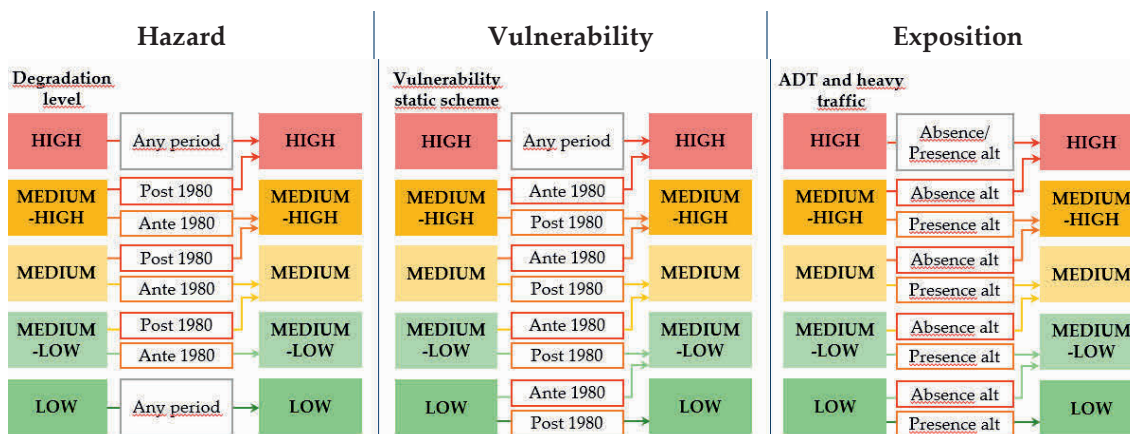 Hazard
Degradation
level
HIGH
Any period
HIGH
MEDIUM
-HIGH
Post 1980
Ante 1980
MEDIUM
-HIGH
MEDIUM
Post 1980
Ante 1980
MEDIUM
MEDIUM
-LOW
Post 1980
Ante 1980
MEDIUM
-LOW
LOW
Any period
LOW
Vulnerability
Vulnerability
static scheme
HIGH
Any period
HIGH
MEDIUM
-HIGH
Ante 1980
Post 1980
MEDIUM
-HIGH
MEDIUM
Ante 1980
Post 1980
MEDIUM
MEDIUM
-LOW
Ante 1980
Post 1980
MEDIUM
-LOW
LOW
Ante 1980
Post 1980
LOW
Exposition
ADT and heavy
traffic
HIGH
Absence/
Presence alt
HIGH
MEDIUM
-HIGH
Absence alt
Presence alt
MEDIUM
-HIGH
MEDIUM
Absence alt
Presence alt
MEDIUM
MEDIUM
-LOW
Absence alt
Presence alt
MEDIUM
-LOW
LOW
Absence alt
Presence alt
LOW